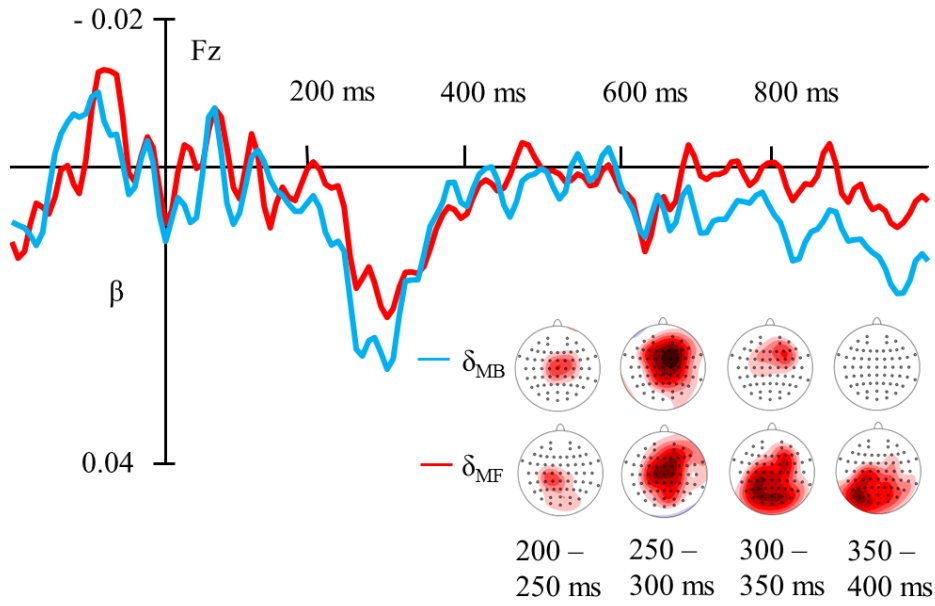 - 0.02
Fz
200 ms
400 ms
600 ms
800 ms
β
0.04
δMB
δMF
200 –
250 ms
250 –
300 ms
300 –
350 ms
350 –
400 ms